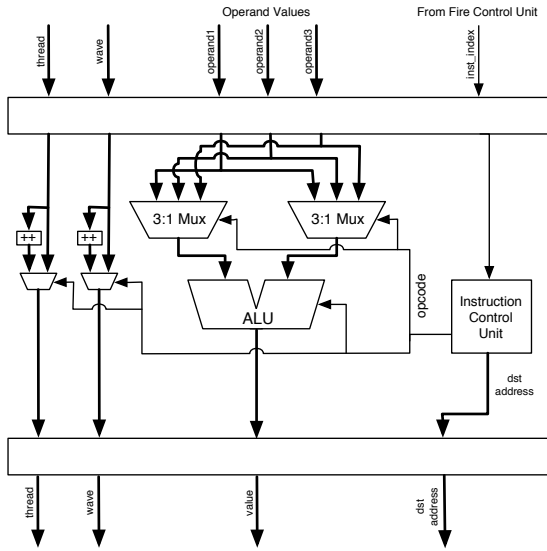 Operand Values
From Fire Control Unit
thread
wave
operand1
operand2
operand3
inst_index
3:1 Mux
3:1 Mux
++
++
ALU
opcode
Instruction
Control
Unit
dst
address
thread
wave
value
dst
address